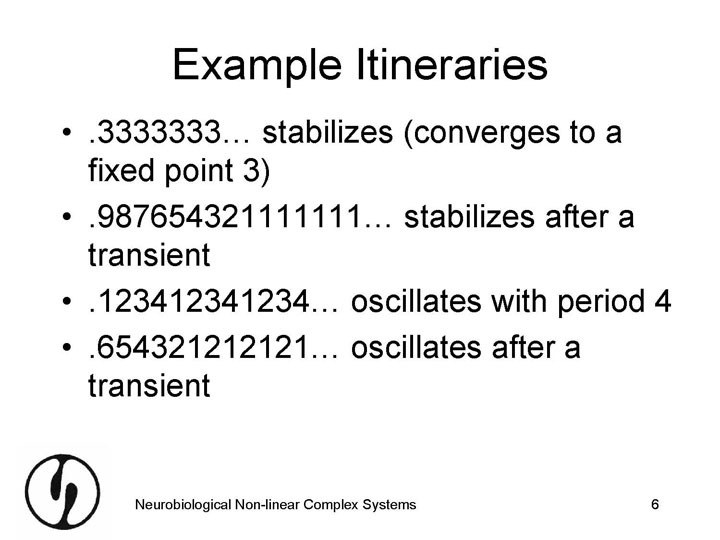 Example Itineraries
• .3333333… stabilizes (converges to a
fixed point 3)
• .987654321111111… stabilizes after a
transient
• .123412341234… oscillates with period 4
• .654321212121… oscillates after a
transient
Neurobiological Non-linear Complex Systems
6